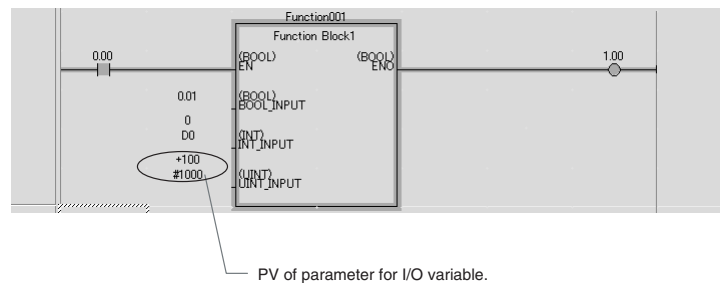 Function001
Function Block1
0.00
(BOOL)
EN
(BOOL)
ENO
1.00
0.01
(BOOL)
BOOL_INPUT
0
D0
(INT)
INT_INPUT
+100
#1000
(UINT)
UINT_INPUT
PV of parameter for I/O variable.